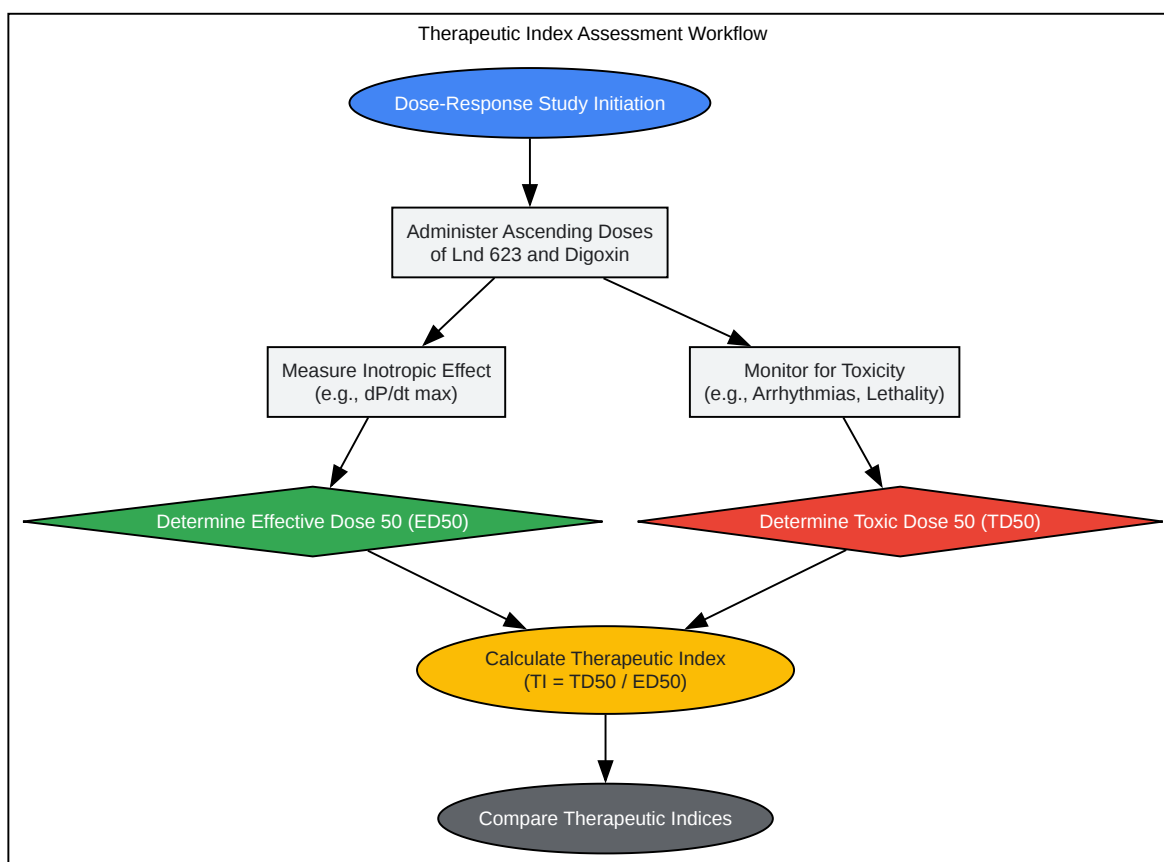 Therapeutic Index Assessment Workflow
Dose-Response Study Initiation
Administer Ascending Doses
of Lnd 623 and Digoxin
Measure Inotropic Effect
(e.g., dP/dt max)
Monitor for Toxicity
(e.g., Arrhythmias, Lethality)
Determine Effective Dose 50 (ED50)
Determine Toxic Dose 50 (TD50)
Calculate Therapeutic Index
(TI = TD50 / ED50)
Compare Therapeutic Indices